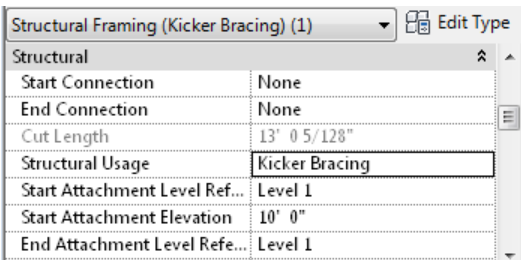 Structural Framing (Kicker Bracing) (1) Edit Type
Structural
Start Connection None
End Connection None
Cut Length 13' 0 5/128"
Structural Usage Kicker Bracing
Start Attachment Level Ref... Level 1
Start Attachment Elevation 10' 0"
End Attachment Level Refe... Level 1